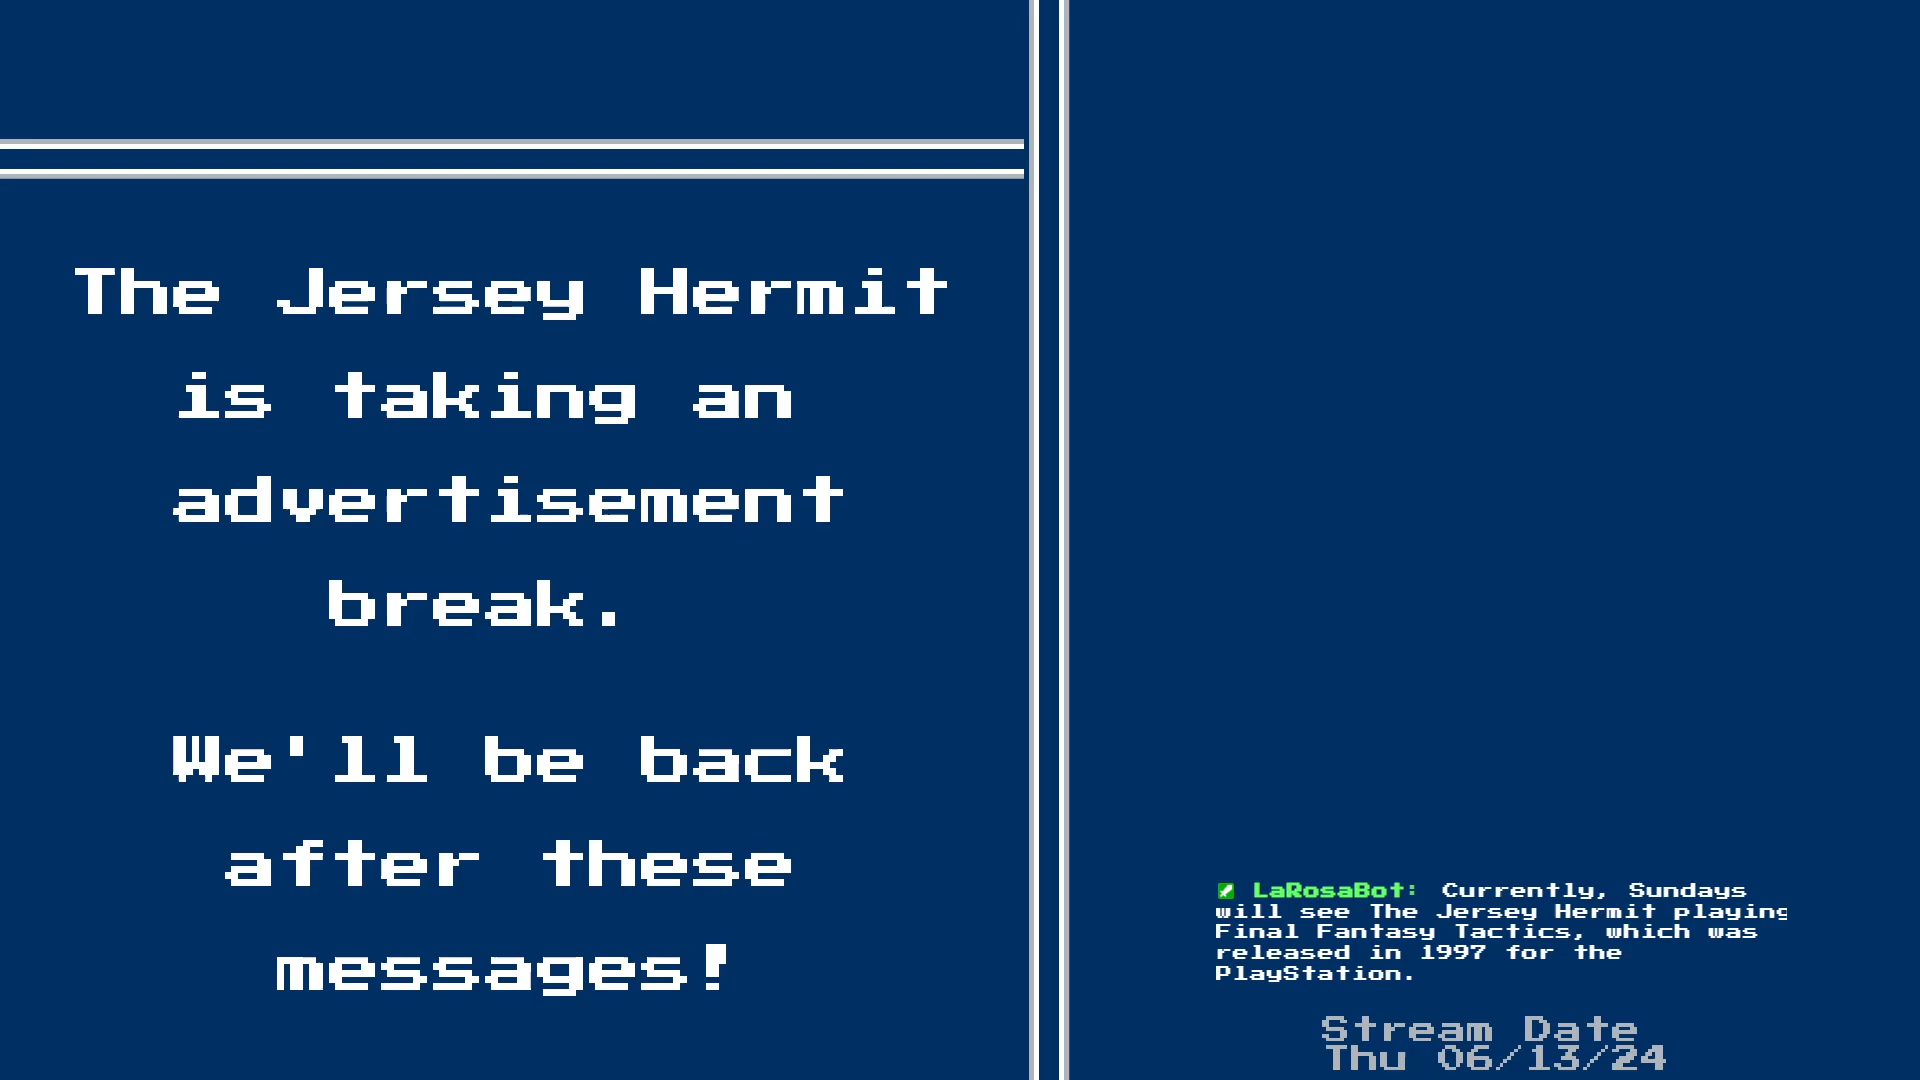 The Jersey Hermit
is taking an
advertisement
break.
We'll be back
after these
messages!
LaRosaBot: Currently, Sundays
will see The Jersey Hermit playing
Final Fantasy Tactics, which was
released in 1997 for the
PlayStation.
Stream Date
Thu 06/13/24